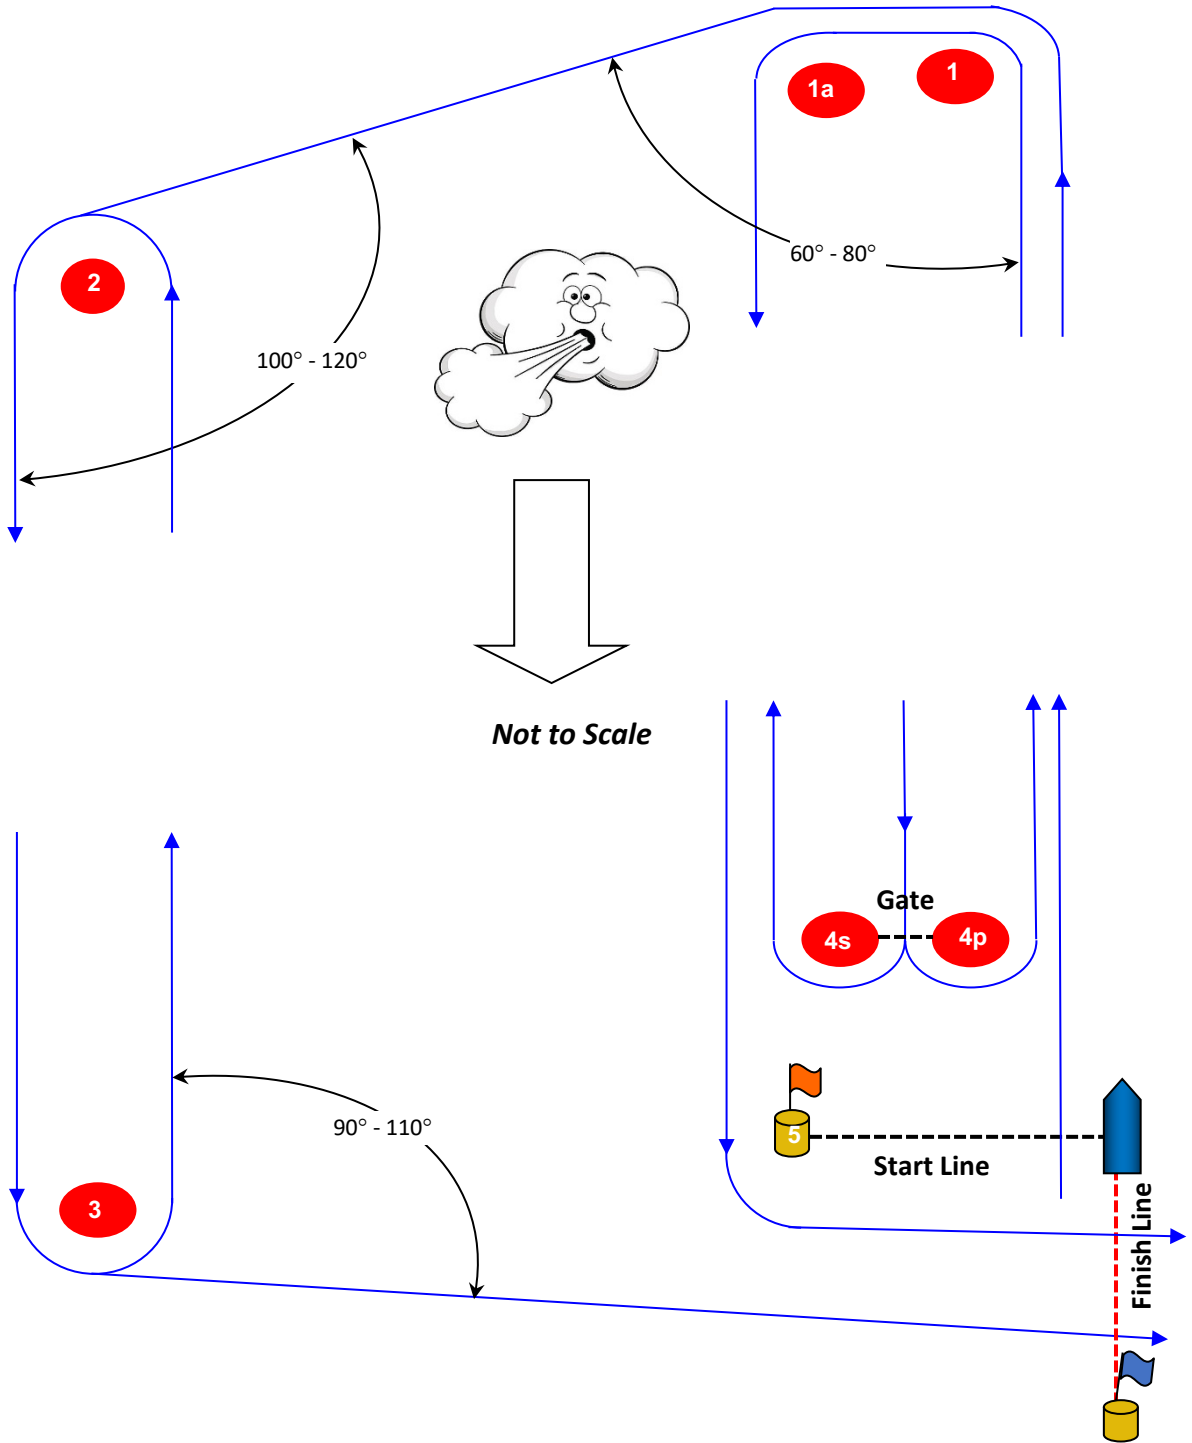 1
1a
60° - 80°
2
100° - 120°
Not to Scale
Gate
4s
4p
90° - 110°
5
Start Line
3
Finish Line